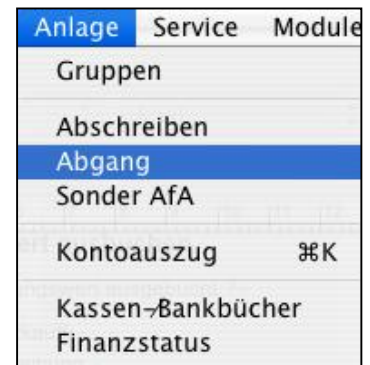 Anlage Service Module
Gruppen
Abschreiben
Abgang
Sonder AfA
Kontoauszug ⌘K
Kassen-/Bankbücher
Finanzstatus